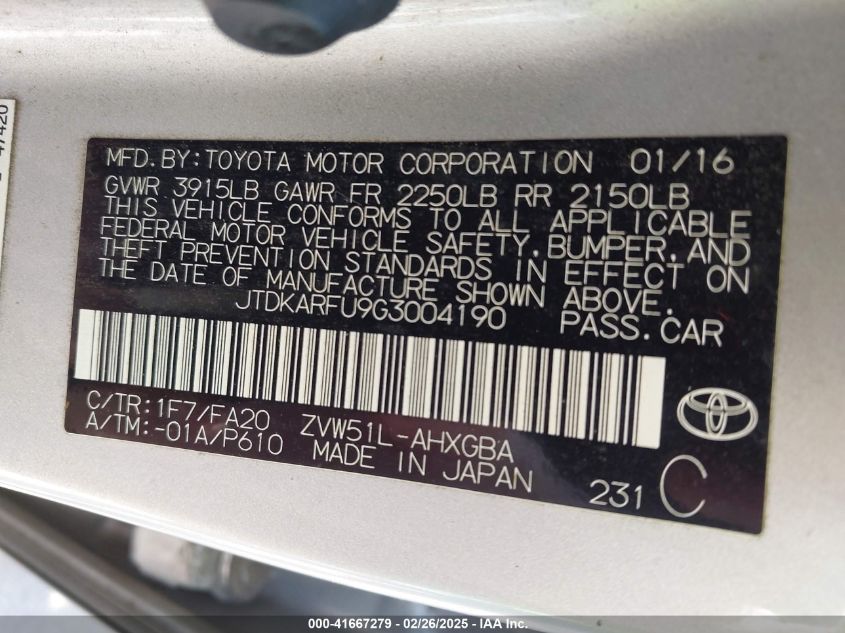 MFD.BY:TOYOTA MOTOR CORPORATION 01/16
GVWR 3915LB GAWR FR 2250LB RR 2150LB
THIS VEHICLE CONFORMS TO ALL APPLICABLE
FEDERAL MOTOR VEHICLE SAFETY,BUMPER,AND
THEFT PREVENTION STANDARDS IN EFFECT ON
THE DATE OF MANUFACTURE SHOWN ABOVE.
JTDKARFU9G3004190 PASS.CAR
C/TR:1F7/FA20 ZVW51L-AHXGBA
A/TM:-01A/P610 MADE IN JAPAN
231 C
47420
000-41667279 - 02/26/2025 - IAA Inc.